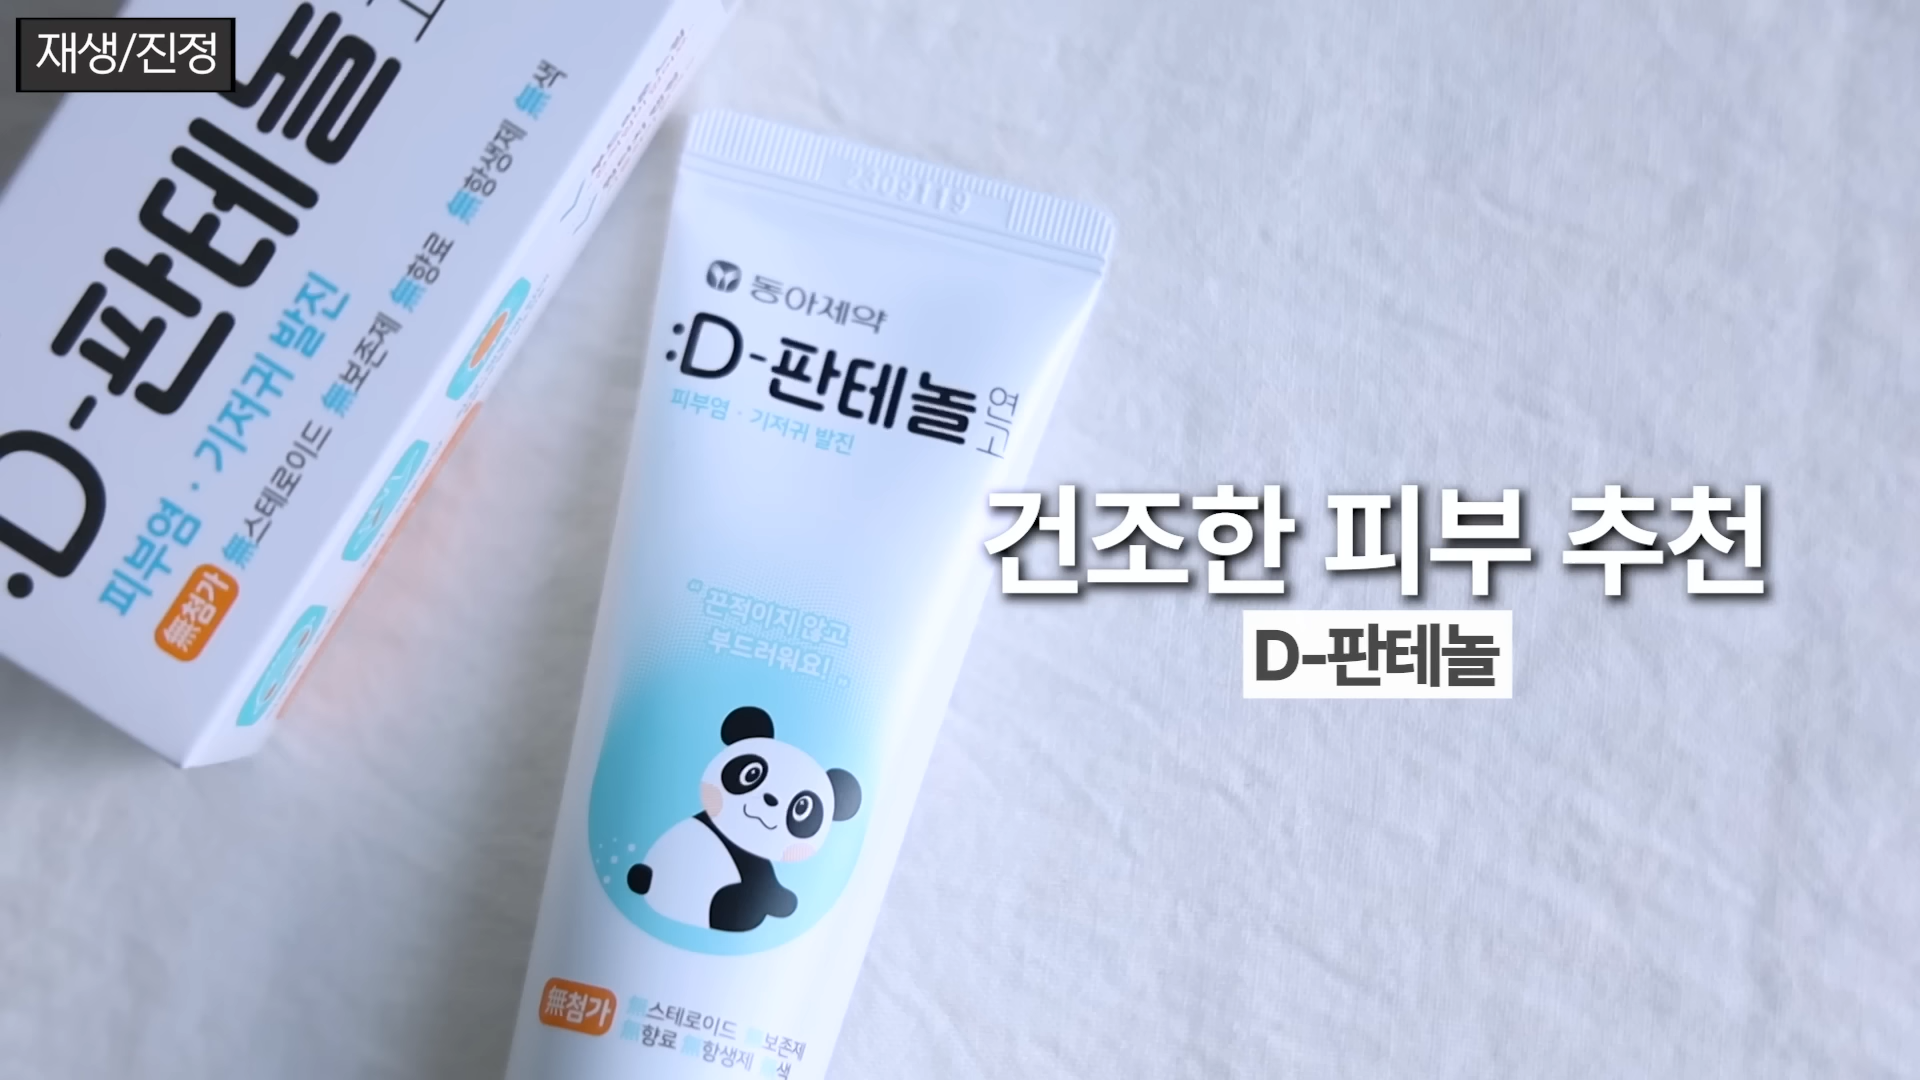 재생/진정
:D-판테놀
피부염 · 기저귀 발진
無첨가 無스테로이드 無보존제 無향료 無항생제 無색
2309119
동아제약
:D-판테놀 연고
피부염 · 기저귀 발진
"끈적이지 않고
부드러워요!"
無첨가 無스테로이드 無보존제
無향료 無항생제 無색
건조한 피부 추천
D-판테놀